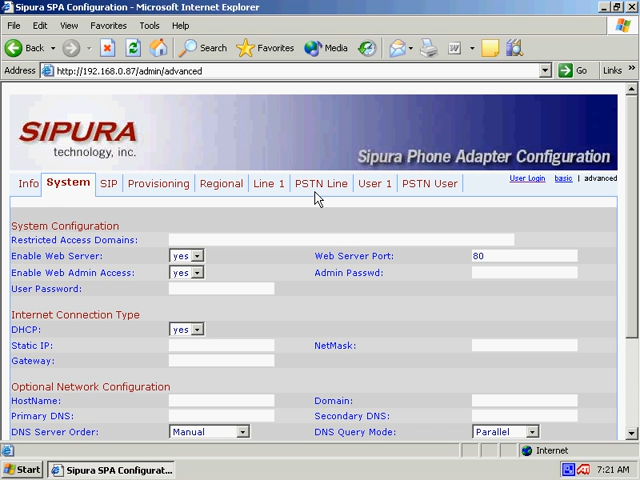 Sipura SPA Configuration - Microsoft Internet Explorer
File Edit View Favorites Tools Help
Back Search Favorites Media
Address http://192.168.0.87/admin/advanced Go Links »
SIPURA
technology, inc.
Sipura Phone Adapter Configuration
Info System SIP Provisioning Regional Line 1 PSTN Line User 1 PSTN User User Login basic | advanced
System Configuration
Restricted Access Domains:
Enable Web Server: yes Web Server Port: 80
Enable Web Admin Access: yes Admin Passwd:
User Password:
Internet Connection Type
DHCP: yes
Static IP: NetMask:
Gateway:
Optional Network Configuration
HostName: Domain:
Primary DNS: Secondary DNS:
DNS Server Order: Manual DNS Query Mode: Parallel
Internet
Start Sipura SPA Configurat... 7:21 AM